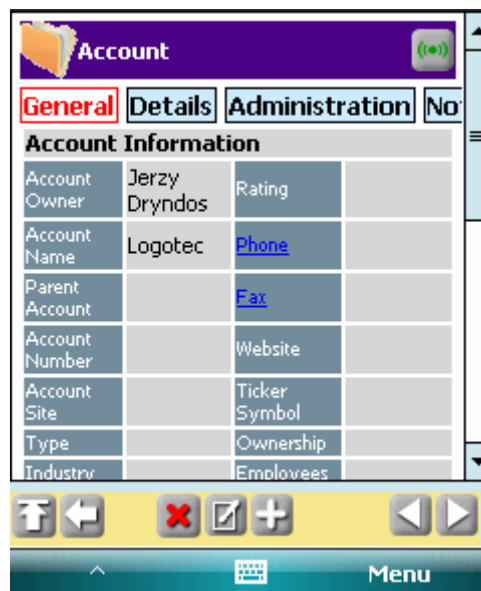 Account
General Details Administration No
Account Information
Account Owner Jerzy Dryndos Rating
Account Name Logotec Phone
Parent Account Fax
Account Number Website
Account Site Ticker Symbol
Type Ownership
Industry Employees
Menu